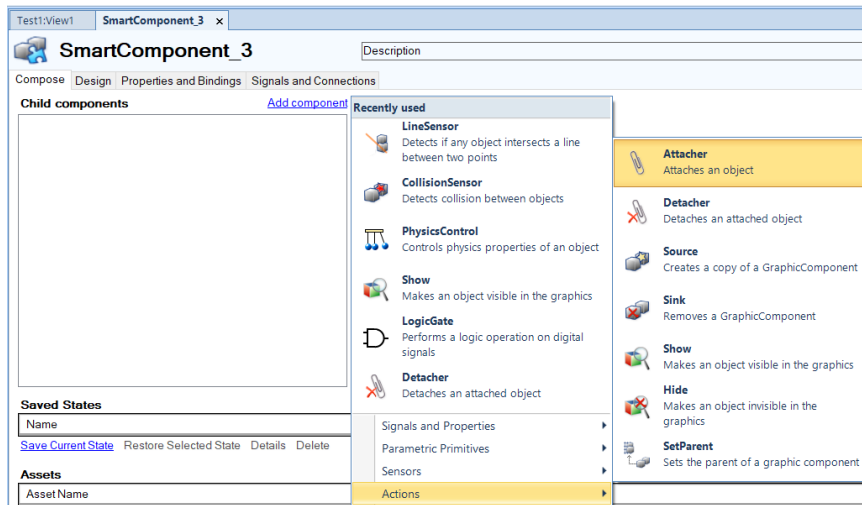 Test1:View1
SmartComponent_3 x
SmartComponent_3
Description
Compose Design Properties and Bindings Signals and Connections
Child components
Add component
Recently used
LineSensor
Detects if any object intersects a line
between two points
CollisionSensor
Detects collision between objects
PhysicsControl
Controls physics properties of an object
Show
Makes an object visible in the graphics
LogicGate
Performs a logic operation on digital
signals
Detacher
Detaches an attached object
Signals and Properties
Parametric Primitives
Sensors
Actions
Attacher
Attaches an object
Detacher
Detaches an attached object
Source
Creates a copy of a GraphicComponent
Sink
Removes a GraphicComponent
Show
Makes an object visible in the graphics
Hide
Makes an object invisible in the
graphics
SetParent
Sets the parent of a graphic component
Saved States
Name
Save Current State Restore Selected State Details Delete
Assets
Asset Name